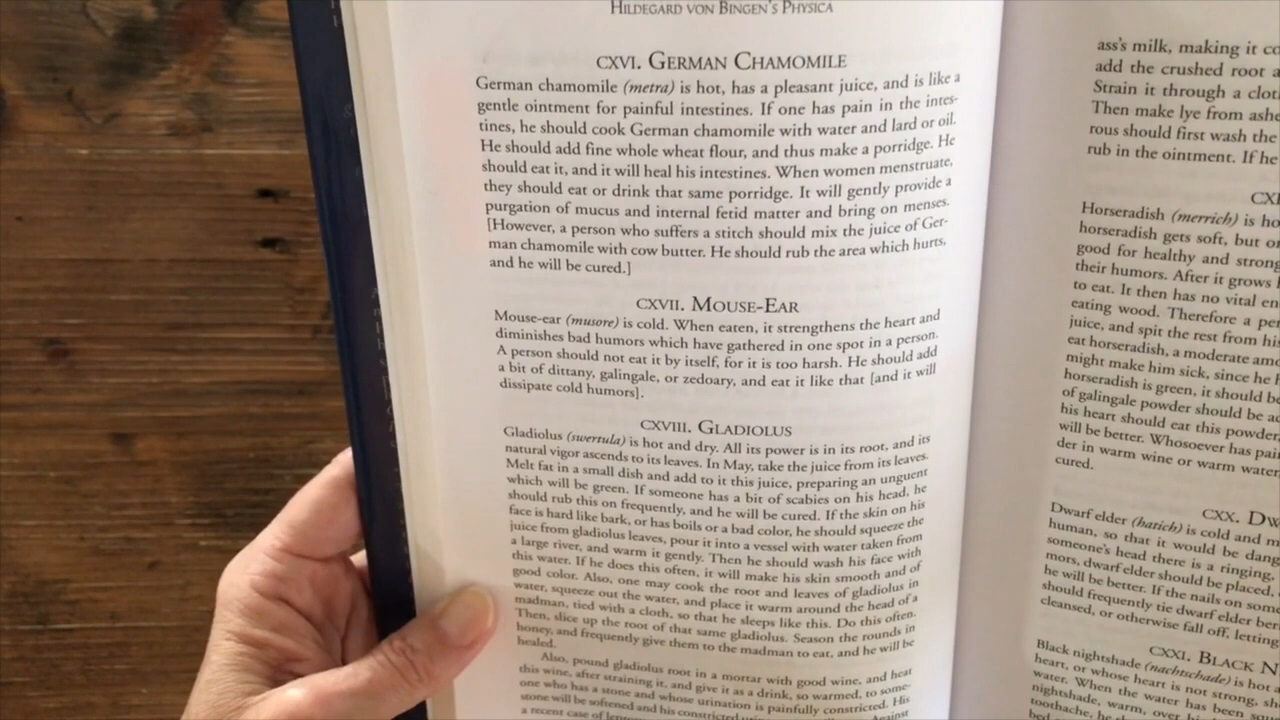 HILDEGARD VON BINGEN'S PHYSICA
CXVI. GERMAN CHAMOMILE
German chamomile (metra) is hot, has a pleasant juice, and is like a
gentle ointment for painful intestines. If one has pain in the intes-
tines, he should cook German chamomile with water and lard or oil.
He should add fine whole wheat flour, and thus make a porridge. He
should eat it, and it will heal his intestines. When women menstruate,
they should eat or drink that same porridge. It will gently provide a
purgation of mucus and internal fetid matter and bring on menses.
[However, a person who suffers a stitch should mix the juice of Ger-
man chamomile with cow butter. He should rub the area which hurts,
and he will be cured.]
CXVII. MOUSE-EAR
Mouse-ear (musore) is cold. When eaten, it strengthens the heart and
diminishes bad humors which have gathered in one spot in a person.
A person should not eat it by itself, for it is too harsh. He should add
a bit of dittany, galingale, or zedoary, and eat it like that [and it will
dissipate cold humors].
CXVIII. GLADIOLUS
Gladiolus (swertula) is hot and dry. All its power is in its root, and its
natural vigor ascends to its leaves. In May, take the juice from its leaves.
Melt fat in a small dish and add to it this juice, preparing an unguent
which will be green. If someone has a bit of scabies on his head, he
should rub this on frequently, and he will be cured. If the skin on his
face is hard like bark, or has boils or a bad color, he should squeeze the
juice from gladiolus leaves, pour it into a vessel with water taken from
a large river, and warm it gently. Then he should wash his face with
this water. If he does this often, it will make his skin smooth and of
good color. Also, one may cook the root and leaves of gladiolus in
water, squeeze out the water, and place it warm around the head of a
madman, tied with a cloth, so that he sleeps like this. Do this often.
Then, slice up the root of that same gladiolus. Season the rounds in
honey, and frequently give them to the madman to eat, and he will be
healed.
Also, pound gladiolus root in a mortar with good wine, and heat
this wine, after straining it, and give it as a drink, so warmed, to some-
one who has a stone and whose urination is painfully constricted. His
stone will be softened and his constricted
a recent case of
ass's milk, making it
add the crushed root
Strain it through a
Then make lye from
rous should first wash the
rub in the ointment. If he
Horseradish (merrich) is
horseradish gets soft, but
good for healthy and strong
their humors. After it grows
to eat. It then has no vital
eating wood. Therefore a
juice, and spit the rest from his
eat horseradish, a moderate
might make him sick, since he
horseradish is green, it should be
of galingale powder should be
his heart should eat this powder,
will be better. Whosoever has
der in warm wine or warm water
cured.
CXX.
Dwarf elder (hatich) is cold and
human, so that it would be
someone's head there is a ringing,
mors, dwarf elder should be placed,
he will be better. If the nails on
should frequently tie dwarf elder
cleansed, or otherwise fall off, letting
CXXI. BLACK
Black nightshade (nachtschade) is hot
heart, or whose heart is not strong,
water. When the water has been
nightshade, warm, over
toothache, he